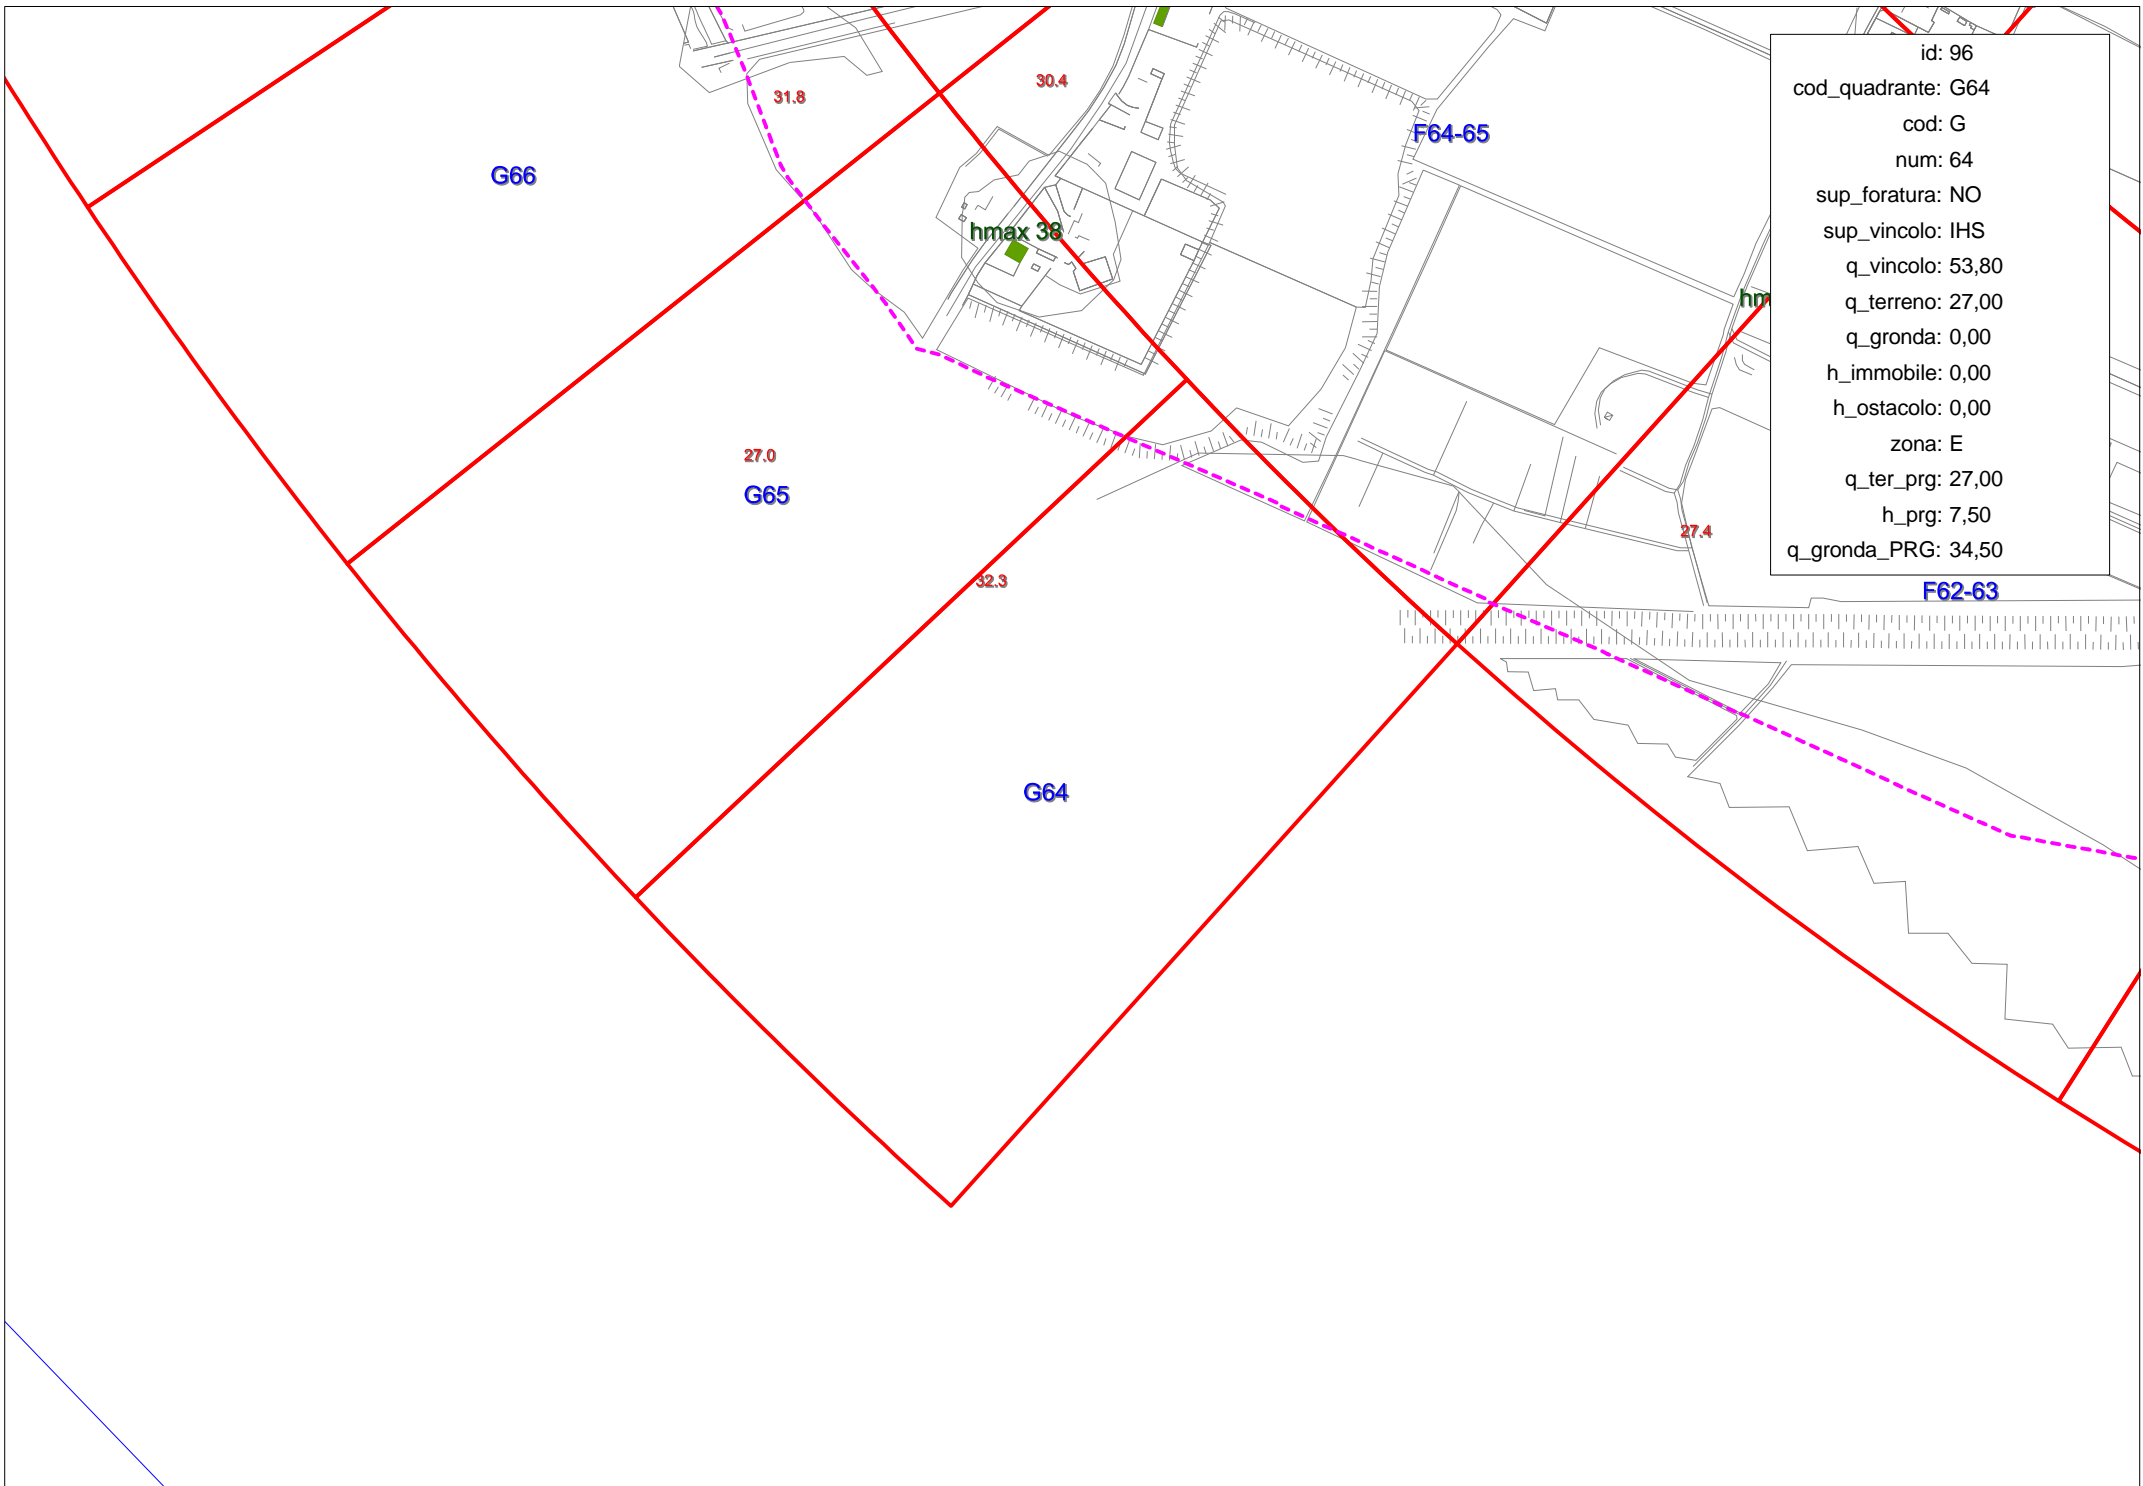 id: 96
cod_quadrante: G64
cod: G
num: 64
sup_foratura: NO
sup_vincolo: IHS
q_vincolo: 53,80
q_terreno: 27,00
q_gronda: 0,00
h_immobile: 0,00
h_ostacolo: 0,00
zona: E
q_ter_prg: 27,00
h_prg: 7,50
q_gronda_PRG: 34,50
30.4
31.8
F64-65
G66
hmax 38
hm
27.0
G65
27.4
32.3
F62-63
G64